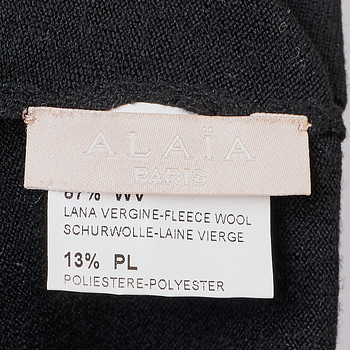 ALAÏA
PARIS
87% WV
LANA VERGINE-FLEECE WOOL
SCHURWOLLE-LAINE VIERGE
13% PL
POLIESTERE-POLYESTER